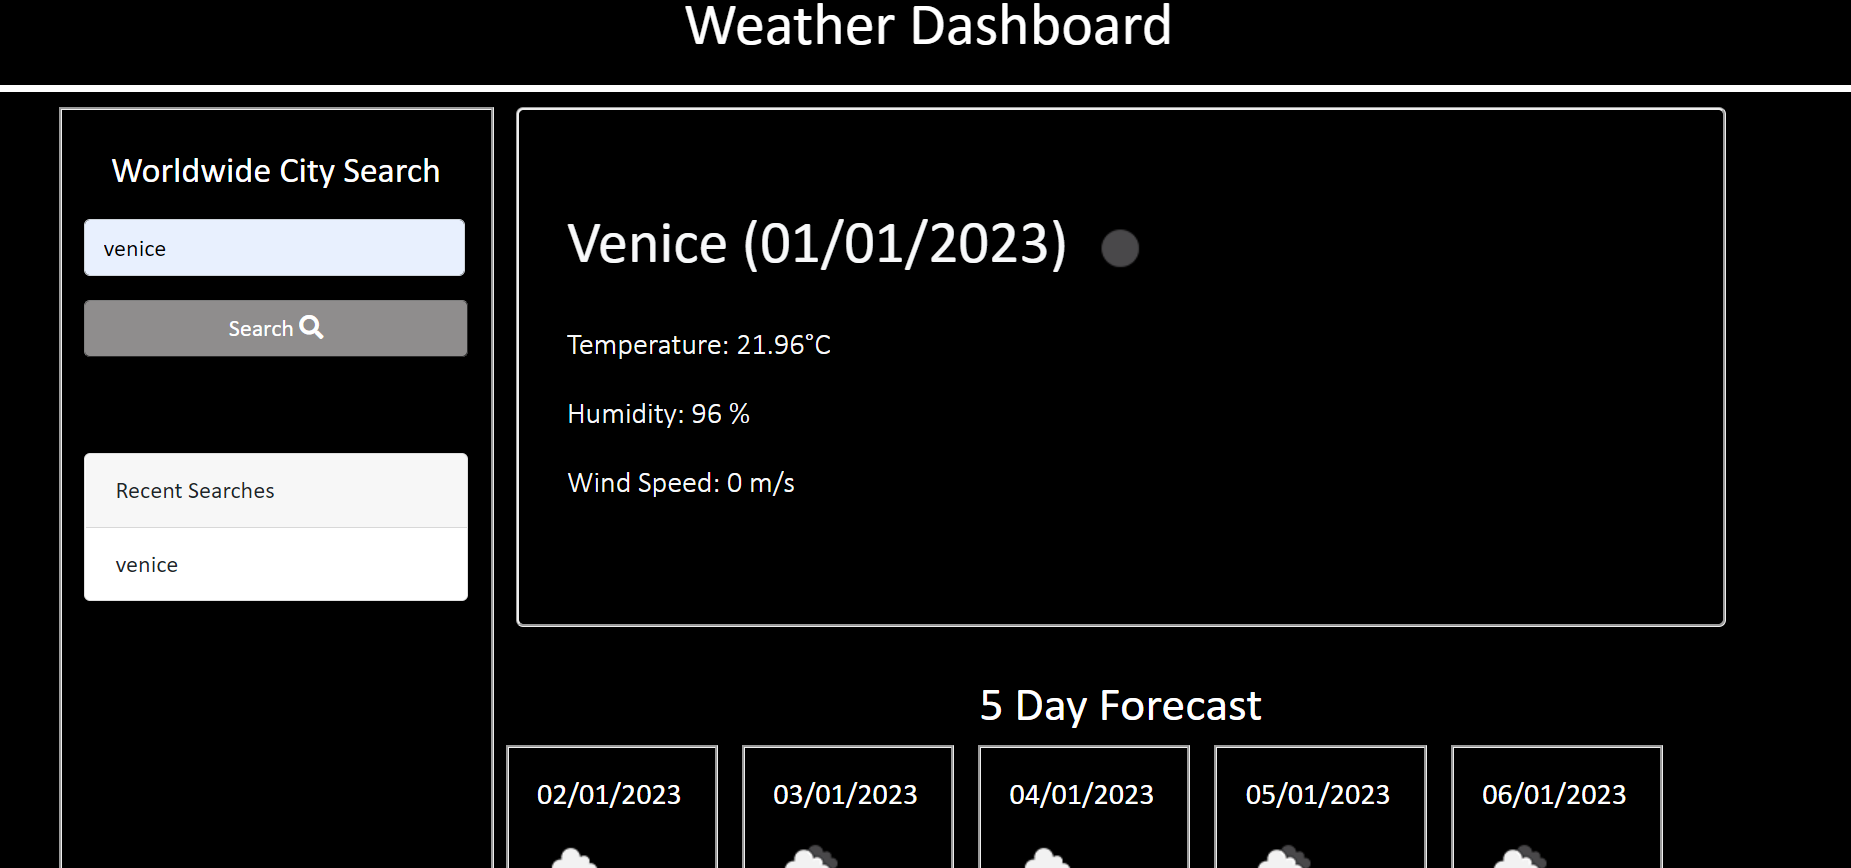 Weather Dashboard
Worldwide City Search
venice
Search
Recent Searches
venice
Venice (01/01/2023)
Temperature: 21.96°C
Humidity: 96 %
Wind Speed: 0 m/s
5 Day Forecast
02/01/2023
03/01/2023
04/01/2023
05/01/2023
06/01/2023